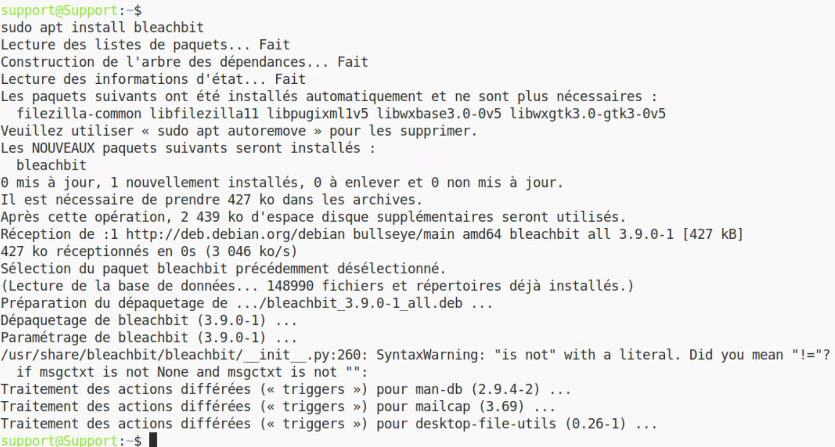 support@Support:~$
sudo apt install bleachbit
Lecture des listes de paquets... Fait
Construction de l'arbre des dépendances... Fait
Lecture des informations d'état... Fait
Les paquets suivants ont été installés automatiquement et ne sont plus nécessaires :
  filezilla-common libfilezilla11 libpugixml1v5 libwxbase3.0-0v5 libwxgtk3.0-gtk3-0v5
Veuillez utiliser « sudo apt autoremove » pour les supprimer.
Les NOUVEAUX paquets suivants seront installés :
  bleachbit
0 mis à jour, 1 nouvellement installés, 0 à enlever et 0 non mis à jour.
Il est nécessaire de prendre 427 ko dans les archives.
Après cette opération, 2 439 ko d'espace disque supplémentaires seront utilisés.
Réception de :1 http://deb.debian.org/debian bullseye/main amd64 bleachbit all 3.9.0-1 [427 kB]
427 ko réceptionnés en 0s (3 046 ko/s)
Sélection du paquet bleachbit précédemment désélectionné.
(Lecture de la base de données... 148990 fichiers et répertoires déjà installés.)
Préparation du dépaquetage de .../bleachbit_3.9.0-1_all.deb ...
Dépaquetage de bleachbit (3.9.0-1) ...
Paramétrage de bleachbit (3.9.0-1) ...
/usr/share/bleachbit/bleachbit/__init__.py:260: SyntaxWarning: "is not" with a literal. Did you mean "!="?
  if msgctxt is not None and msgctxt is not "":
Traitement des actions différées (« triggers ») pour man-db (2.9.4-2) ...
Traitement des actions différées (« triggers ») pour mailcap (3.69) ...
Traitement des actions différées (« triggers ») pour desktop-file-utils (0.26-1) ...
support@Support:~$